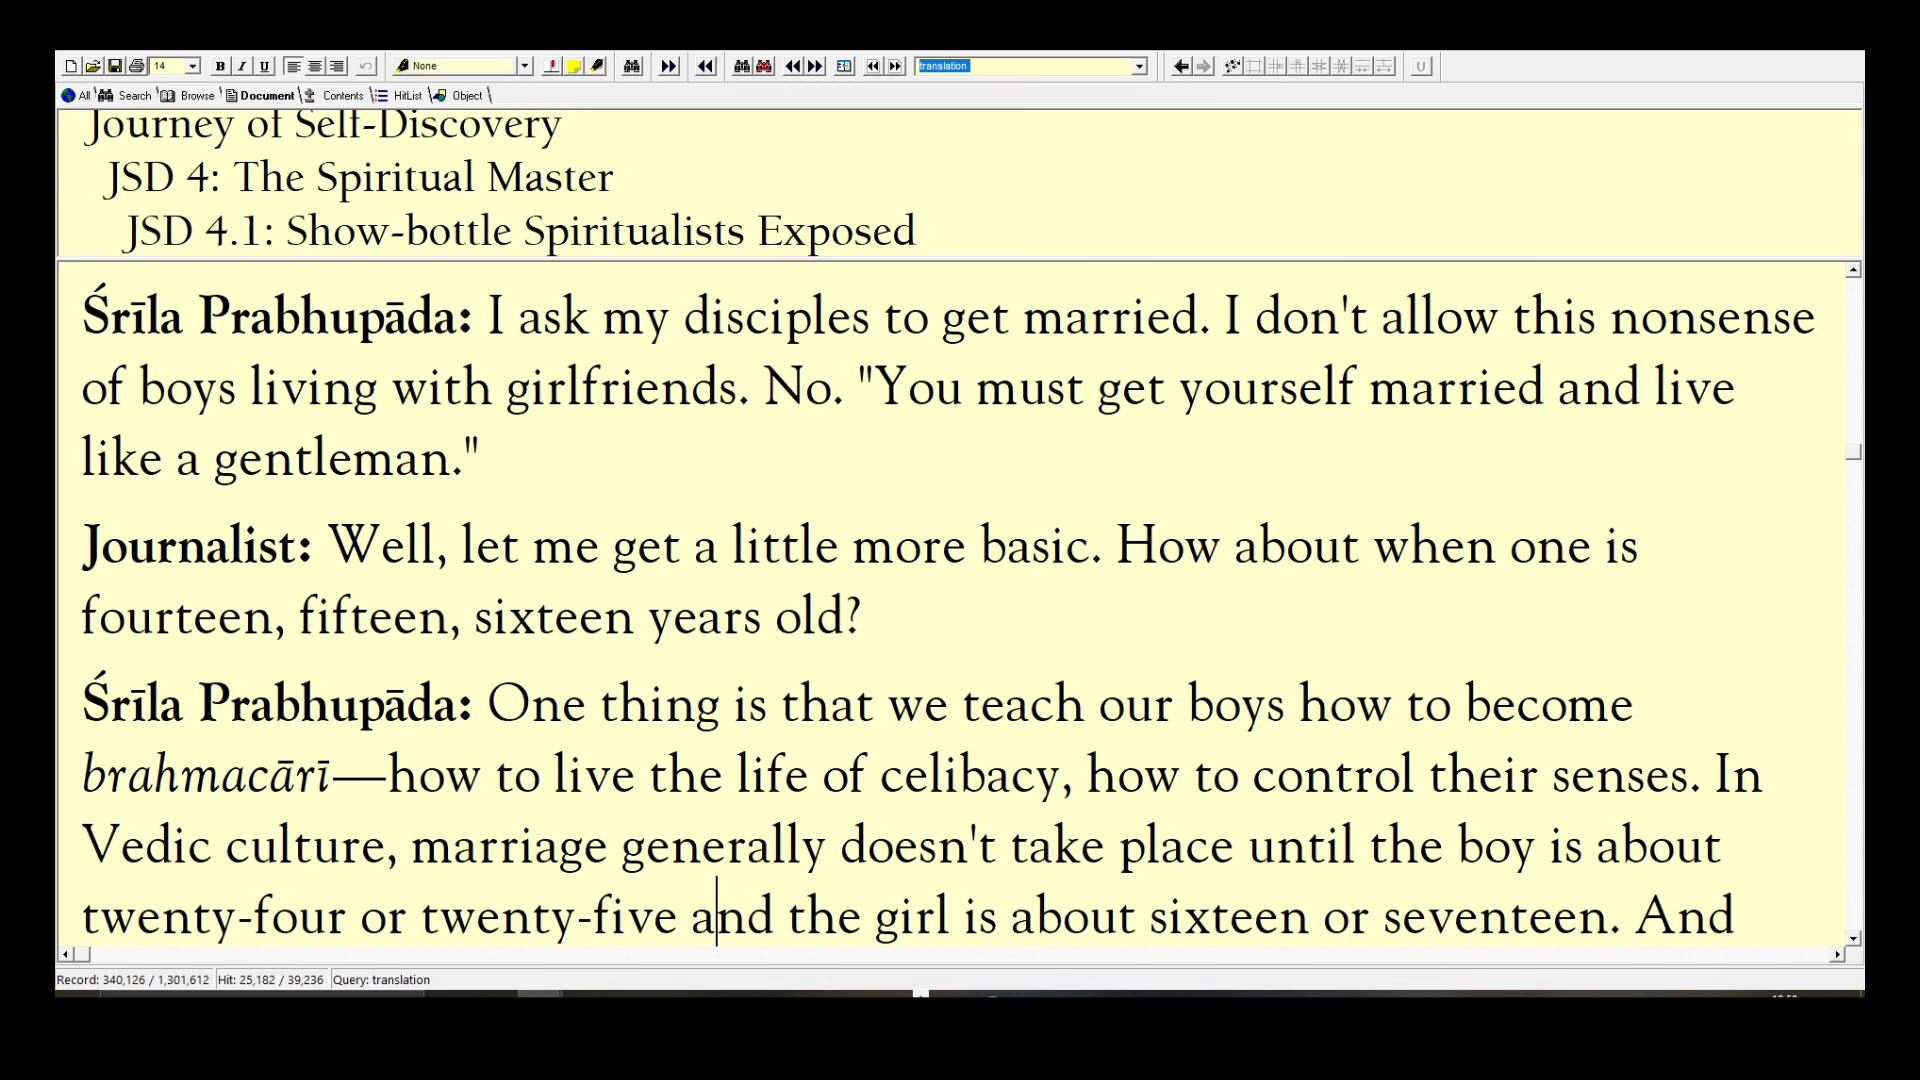 14 B I U None translation U
All Search Browse Document Contents HitList Object
Journey of Self-Discovery
JSD 4: The Spiritual Master
JSD 4.1: Show-bottle Spiritualists Exposed
Śrīla Prabhupāda: I ask my disciples to get married. I don't allow this nonsense
of boys living with girlfriends. No. "You must get yourself married and live
like a gentleman."
Journalist: Well, let me get a little more basic. How about when one is
fourteen, fifteen, sixteen years old?
Śrīla Prabhupāda: One thing is that we teach our boys how to become
brahmacārī—how to live the life of celibacy, how to control their senses. In
Vedic culture, marriage generally doesn't take place until the boy is about
twenty-four or twenty-five and the girl is about sixteen or seventeen. And
Record: 340,126 / 1,301,612 Hit: 25,182 / 39,236 Query: translation